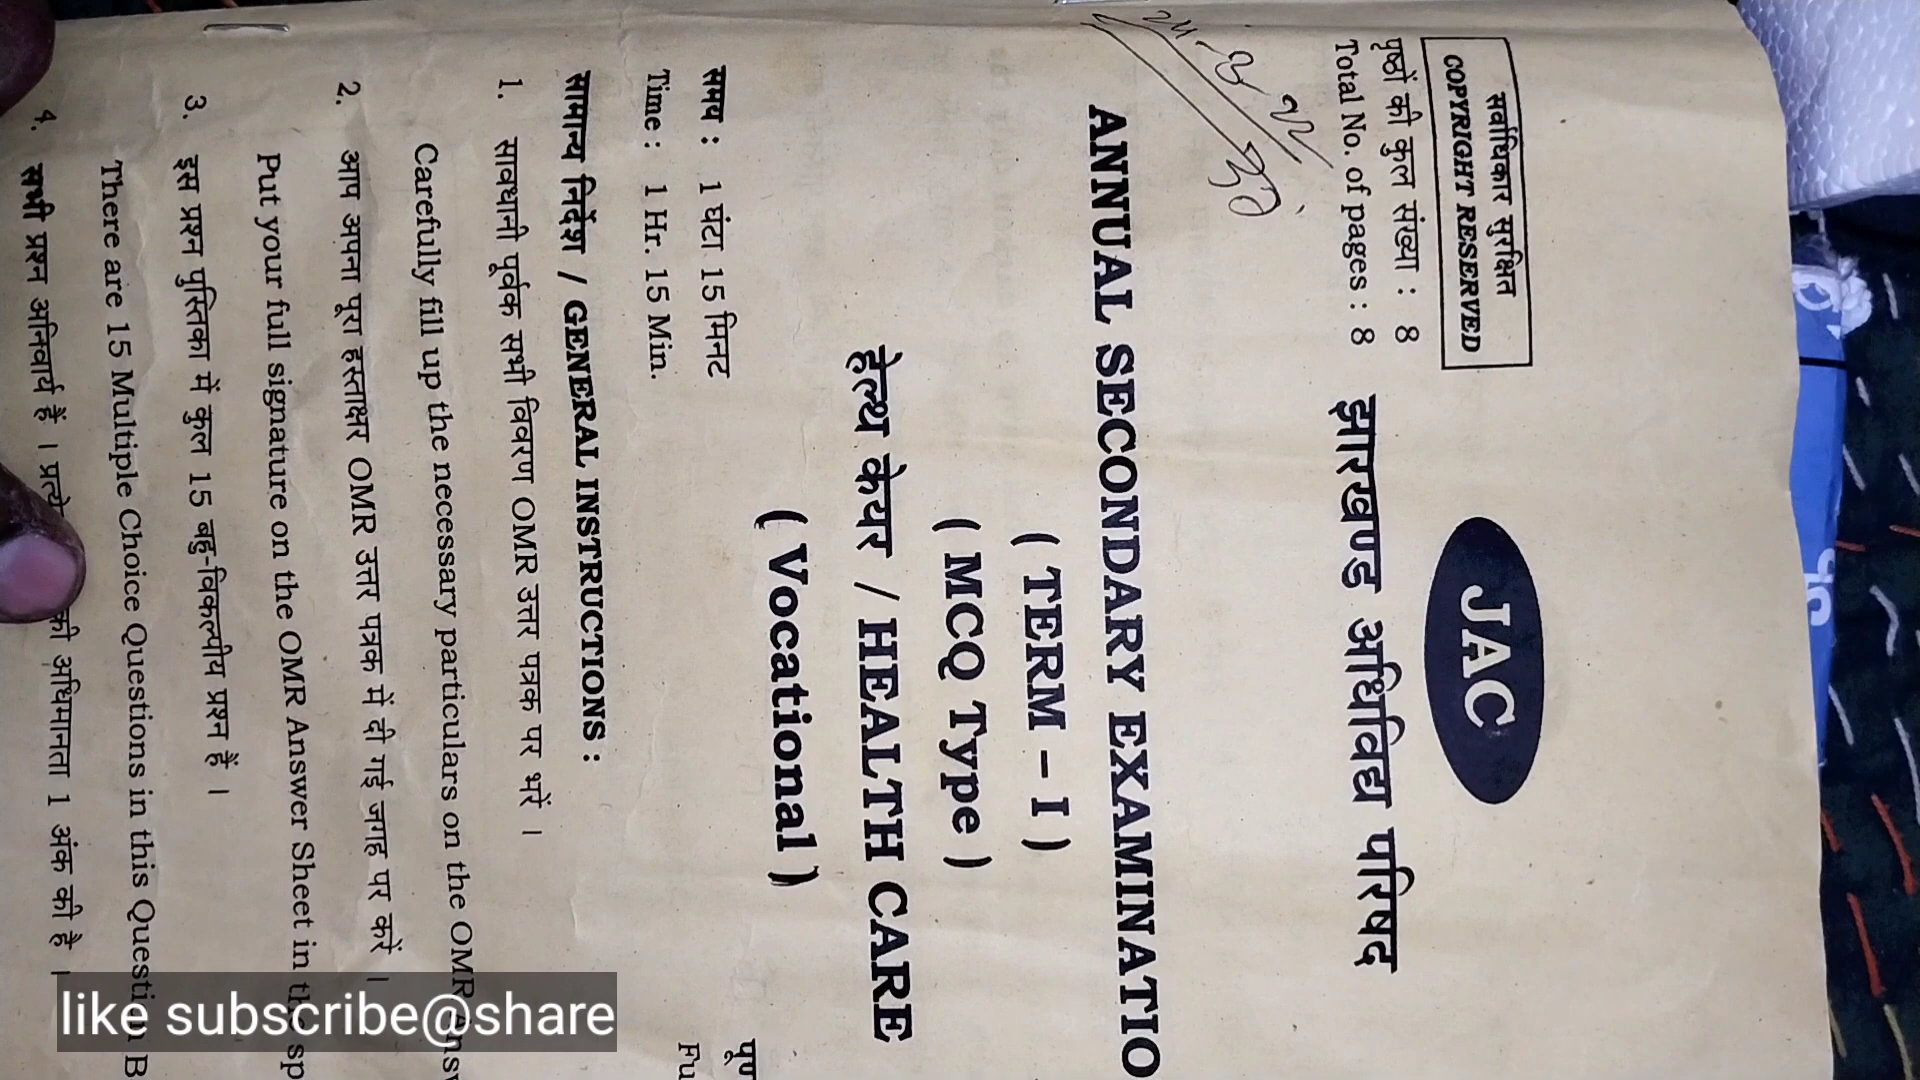 सर्वाधिकार सुरक्षित
COPYRIGHT RESERVED
JAC
पृष्ठों की कुल संख्या : 8
Total No. of pages : 8
झारखण्ड अधिविद्य परिषद
ANNUAL SECONDARY EXAMINATIO
( TERM – I )
( MCQ Type )
हेल्थ केयर / HEALTH CARE
( Vocational )
समय : 1 घंटा 15 मिनट
पूण
Time : 1 Hr. 15 Min.
Fu
सामान्य निर्देश / GENERAL INSTRUCTIONS :
1. सावधानी पूर्वक सभी विवरण OMR उत्तर पत्रक पर भरें ।
Carefully fill up the necessary particulars on the OMR Answ
2. आप अपना पूरा हस्ताक्षर OMR उत्तर पत्रक में दी गई जगह पर करें ।
Put your full signature on the OMR Answer Sheet in the sp
3. इस प्रश्न पुस्तिका में कुल 15 बहु-विकल्पीय प्रश्न हैं ।
There are 15 Multiple Choice Questions in this Question B
4. सभी प्रश्न अनिवार्य हैं । की अधिमानता 1 अंक की है ।
like subscribe@share